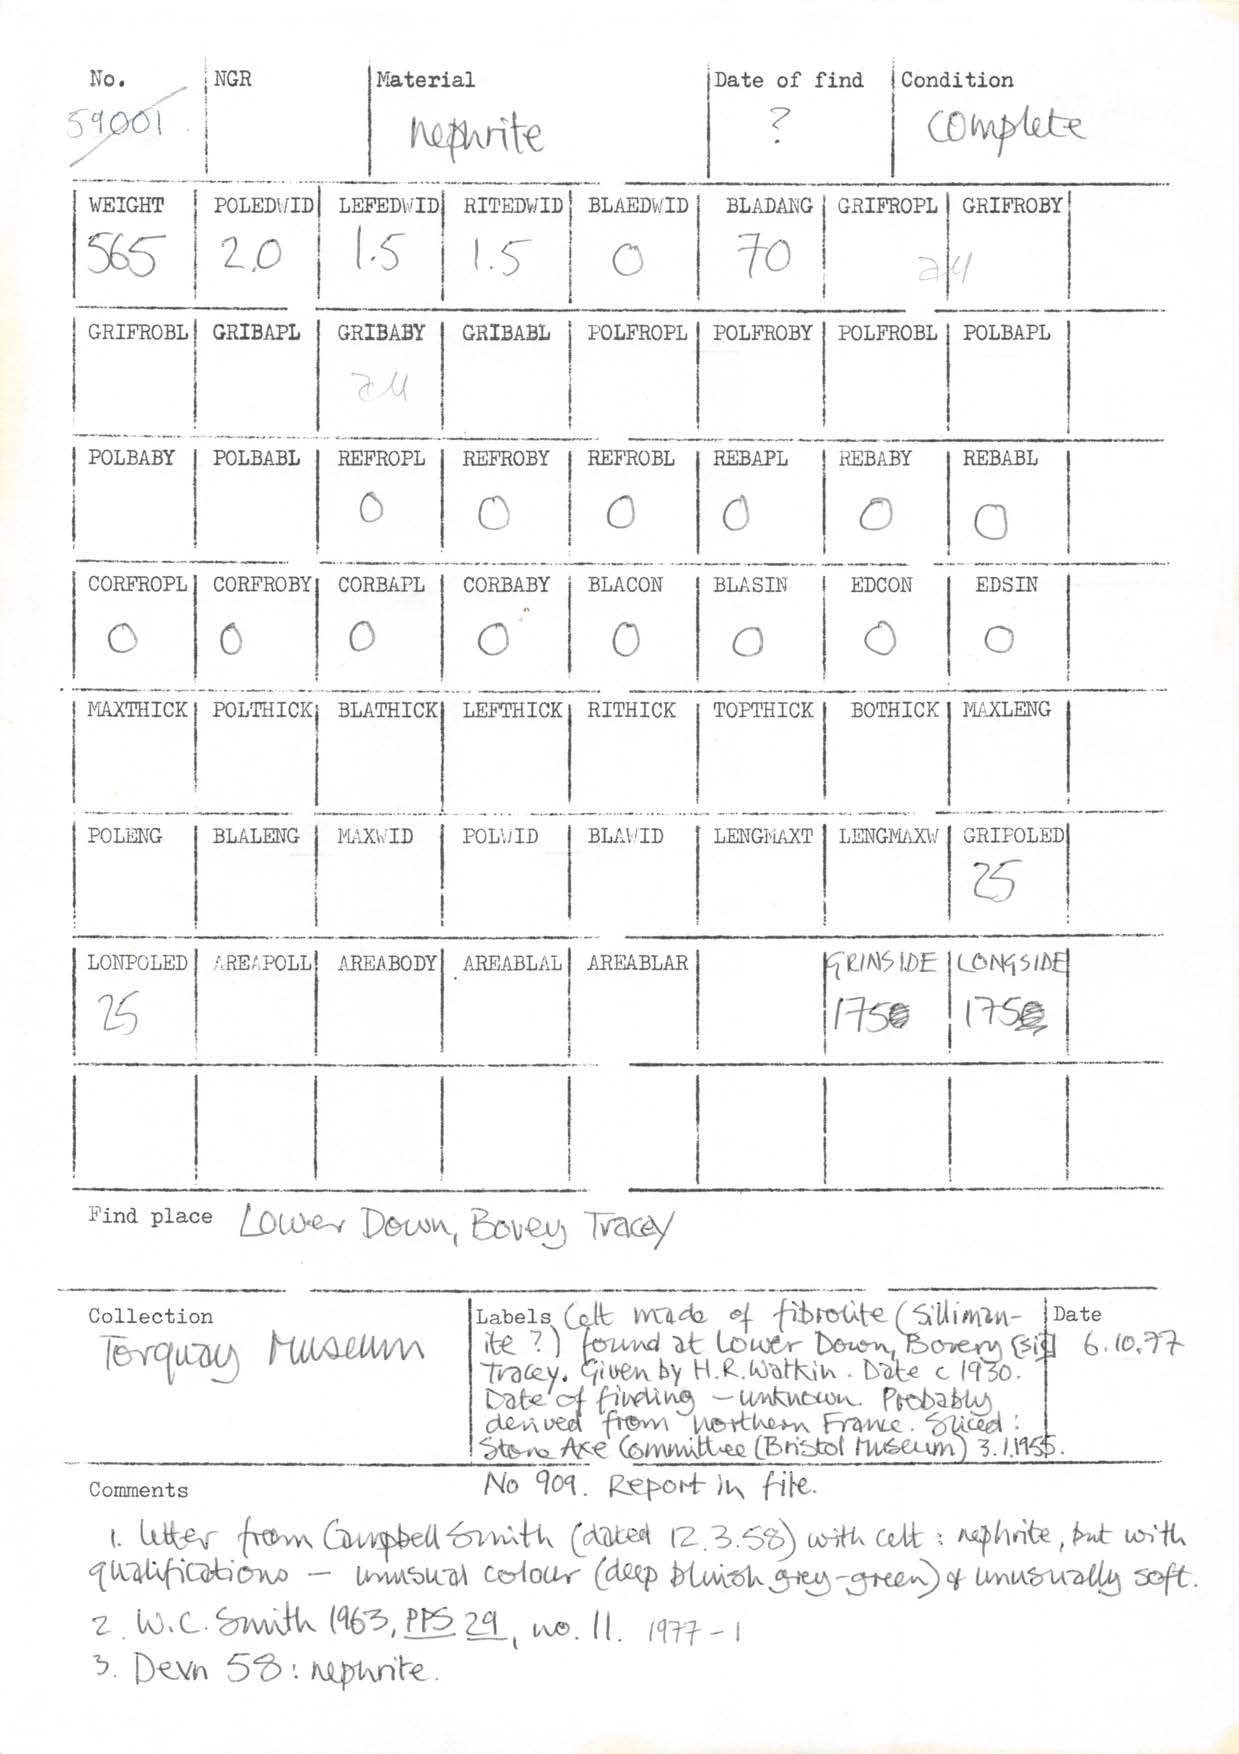 No. NGR Material Date of find Condition
59001 nephrite ? complete
WEIGHT POLEDWID LEFEDWID RITEDWID BLAEDWID BLADANG GRIFROPL GRIFROBY
565 2.0 1.5 1.5 0 70 all
GRIFROBL GRIBAPL GRIBABY GRIBABL POLFROPL POLFROBY POLFROBL POLBAPL
all
POLBABY POLBABL REFROPL REFROBY REFROBL REBAPL REBABY REBABL
0 0 0 0 0 0
CORFROPL CORFROBY CORBAPL CORBABY BLACON BLASIN EDCON EDSIN
0 0 0 0 0 0 0 0
MAXTHICK POLTHICK BLATHICK LEFTHICK RITHICK TOPTHICK BOTHICK MAXLENG
POLENG BLALENG MAXWID POLWID BLAWID LENGMAXT LENGMAXW GRIPOLED
25
LONPOLED AREAPOLL AREABODY AREABLAL AREABLAR GRINSIDE LONGSIDE
25 175 175
Find place Lower Down, Bovey Tracey
Collection
Torquay Museum
Labels Celt made of fibrolite (Silliman-
ite?) found at Lower Down, Bovery (sic)
Tracey. Given by H.R. Watkin. Date c 1930.
Date of finding - unknown. Probably
derived from northern France. Sliced:
Stone Axe Committee (Bristol Museum) 3.1.1955.
No 909. Report in file.
Date
6.10.77
Comments
1. letter from Campbell Smith (dated 12.3.58) with celt: nephrite, but with
qualifications — unusual colour (deep bluish grey-green) & unusually soft.
2. W.C. Smith 1963, PPS 29, no. 11. 1977-1
3. Devn 58: nephrite.